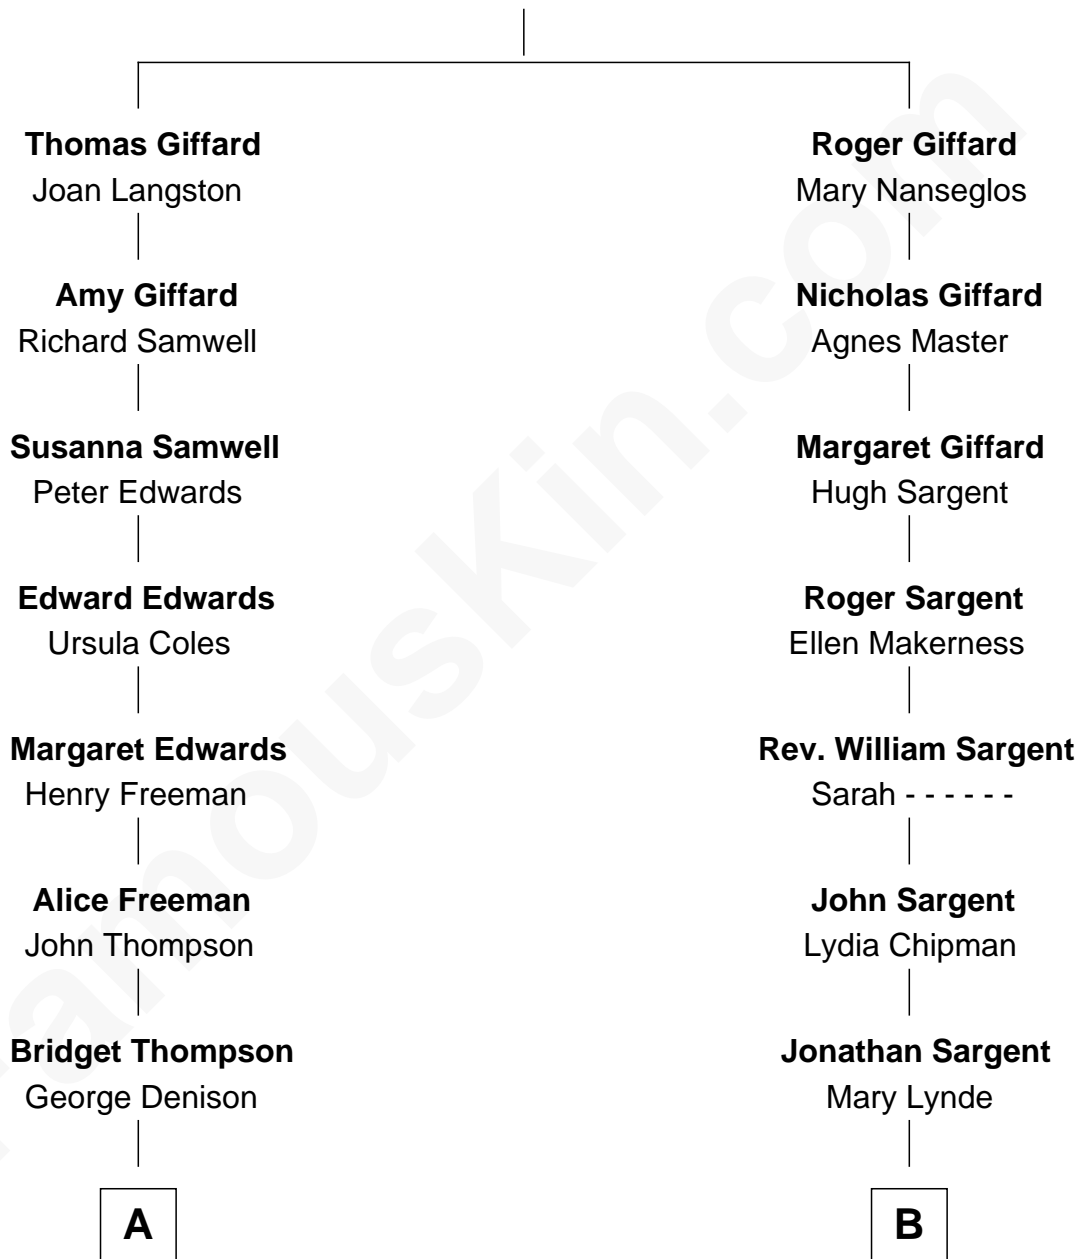 Thomas Giffard
Joan Langston
Amy Giffard
Richard Samwell
Susanna Samwell
Peter Edwards
Edward Edwards
Ursula Coles
Margaret Edwards
Henry Freeman
Alice Freeman
John Thompson
Bridget Thompson
George Denison
A
Roger Giffard
Mary Nanseglos
Nicholas Giffard
Agnes Master
Margaret Giffard
Hugh Sargent
Roger Sargent
Ellen Makerness
Rev. William Sargent
Sarah - - - - - -
John Sargent
Lydia Chipman
Jonathan Sargent
Mary Lynde
B
FamousKin.com